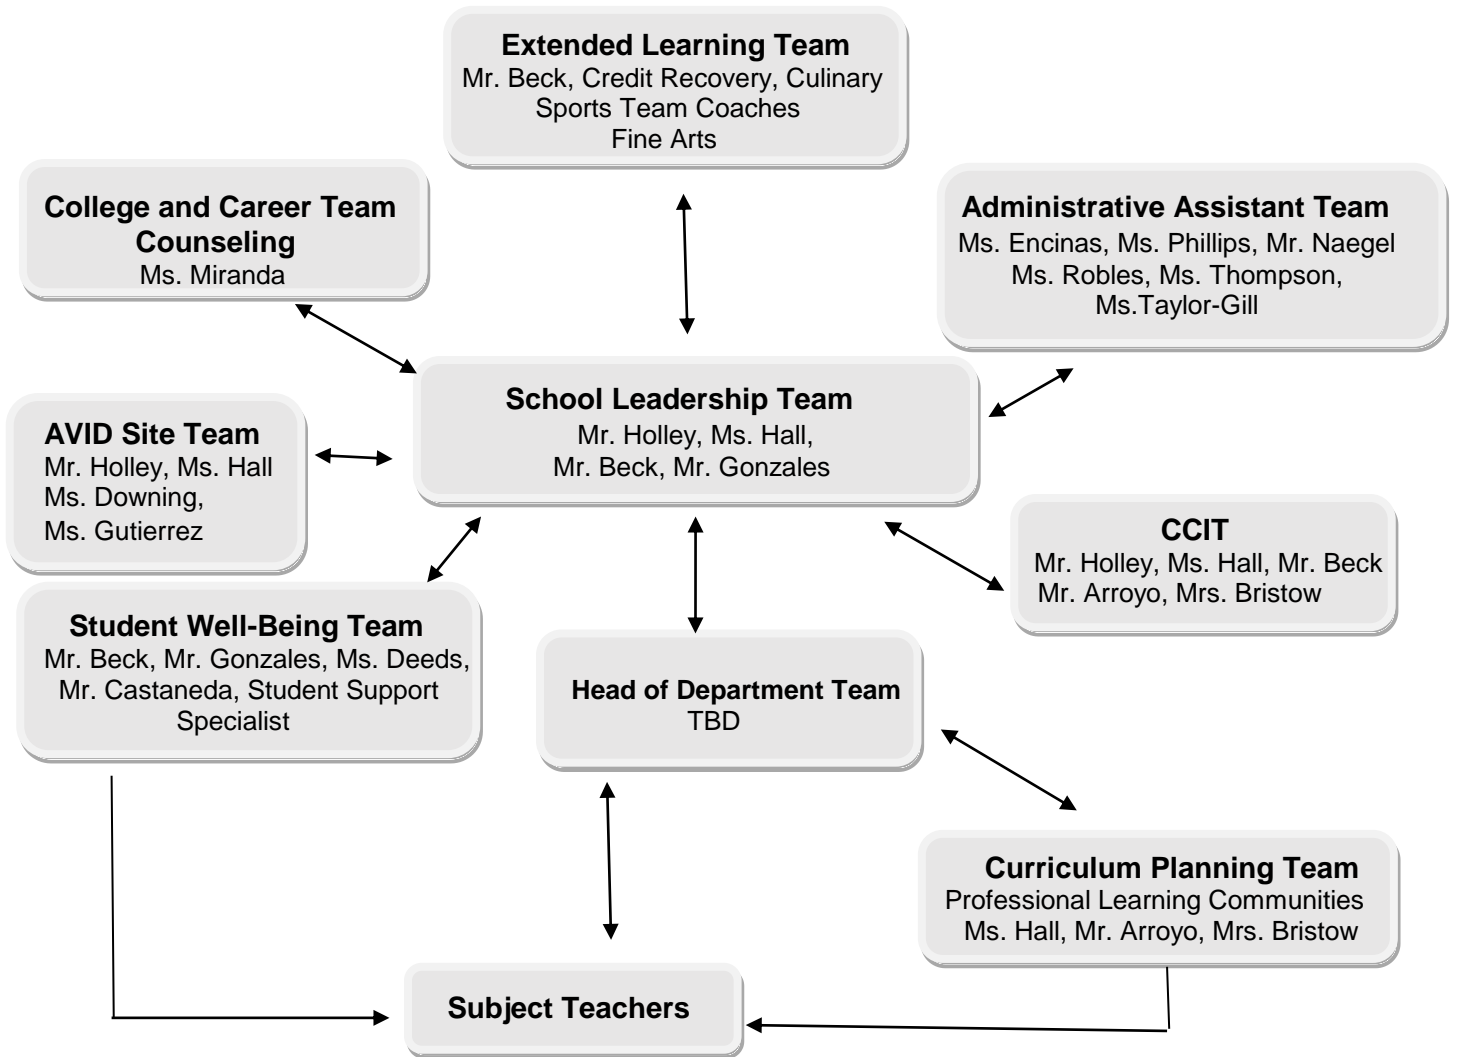 Extended Learning Team
Mr. Beck, Credit Recovery, Culinary
Sports Team Coaches
Fine Arts
College and Career Team
Counseling
Ms. Miranda
Administrative Assistant Team
Ms. Encinas, Ms. Phillips, Mr. Naegel
Ms. Robles, Ms. Thompson,
Ms.Taylor-Gill
School Leadership Team
Mr. Holley, Ms. Hall,
Mr. Beck, Mr. Gonzales
AVID Site Team
Mr. Holley, Ms. Hall
Ms. Downing,
Ms. Gutierrez
CCIT
Mr. Holley, Ms. Hall, Mr. Beck
Mr. Arroyo, Mrs. Bristow
Student Well-Being Team
Mr. Beck, Mr. Gonzales, Ms. Deeds,
Mr. Castaneda, Student Support
Specialist
Head of Department Team
TBD
Curriculum Planning Team
Professional Learning Communities
Ms. Hall, Mr. Arroyo, Mrs. Bristow
Subject Teachers